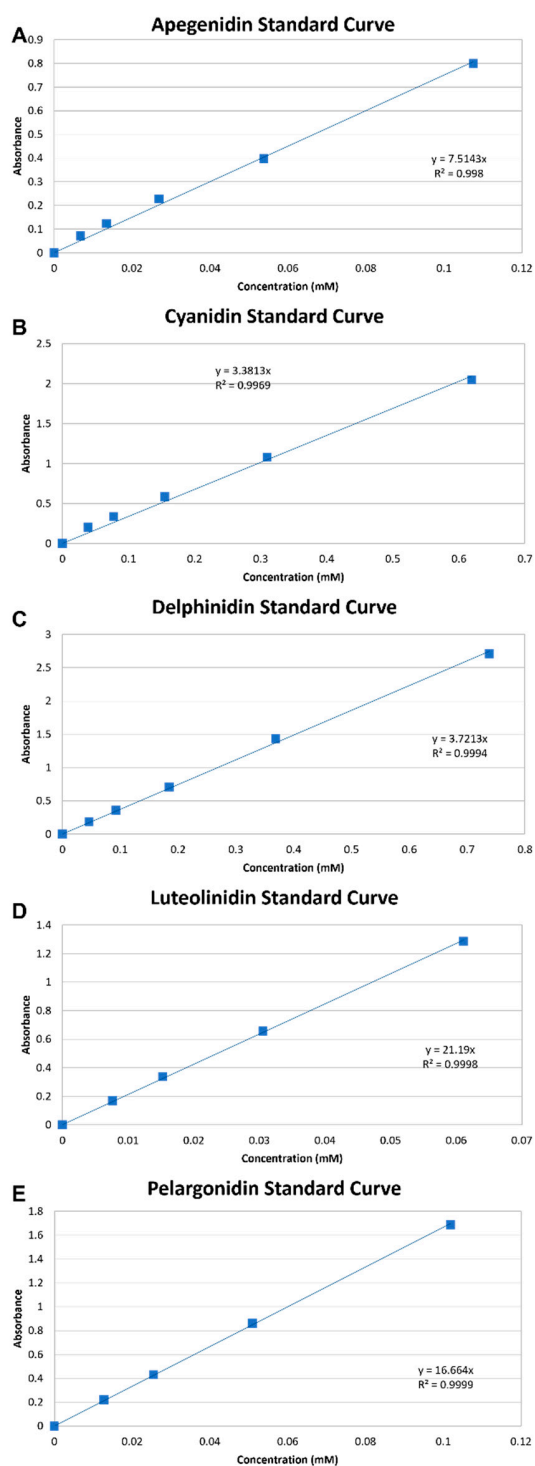 A
Apegenidin Standard Curve
0.9
0.8
0.7
0.6
0.5
0.4
0.3
0.2
0.1
0
Absorbance
y = 7.5143x
R² = 0.998
0 0.02 0.04 0.06 0.08 0.1 0.12
Concentration (mM)
B
Cyanidin Standard Curve
2.5
2
1.5
1
0.5
0
Absorbance
y = 3.3813x
R² = 0.9969
0 0.1 0.2 0.3 0.4 0.5 0.6 0.7
Concentration (mM)
C
Delphinidin Standard Curve
3
2.5
2
1.5
1
0.5
0
Absorbance
y = 3.7213x
R² = 0.9994
0 0.1 0.2 0.3 0.4 0.5 0.6 0.7 0.8
Concentration (mM)
D
Luteolinidin Standard Curve
1.4
1.2
1
0.8
0.6
0.4
0.2
0
Absorbance
y = 21.19x
R² = 0.9998
0 0.01 0.02 0.03 0.04 0.05 0.06 0.07
Concentration (mM)
E
Pelargonidin Standard Curve
1.8
1.6
1.4
1.2
1
0.8
0.6
0.4
0.2
0
Absorbance
y = 16.664x
R² = 0.9999
0 0.02 0.04 0.06 0.08 0.1 0.12
Concentration (mM)